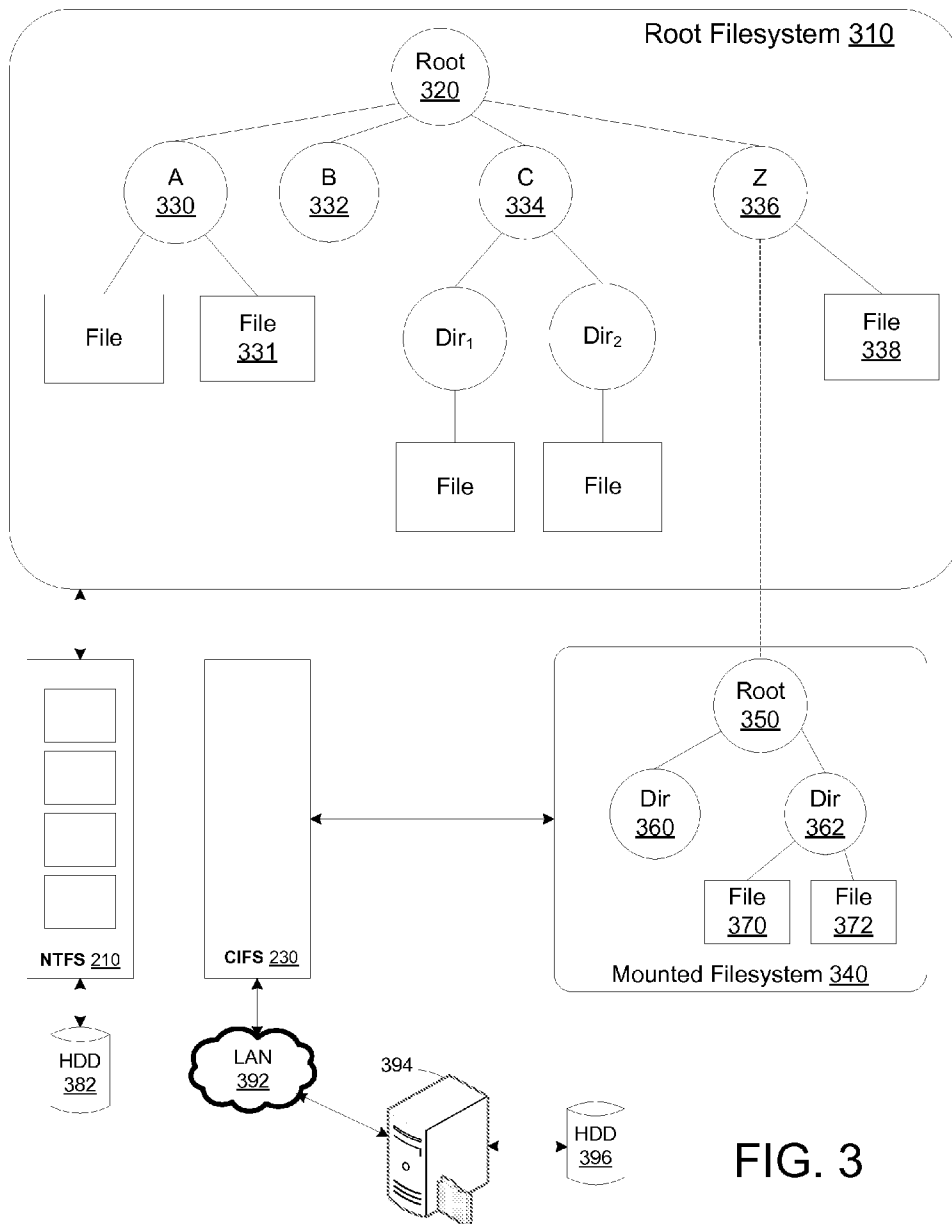 Root Filesystem 310
Root
320
A
330
B
332
C
334
Z
336
File
File
331
Dir₁
Dir₂
File
338
File
File
Root
350
Dir
360
Dir
362
File
370
File
372
NTFS 210
CIFS 230
Mounted Filesystem 340
HDD
382
LAN
392
394
HDD
396
FIG. 3